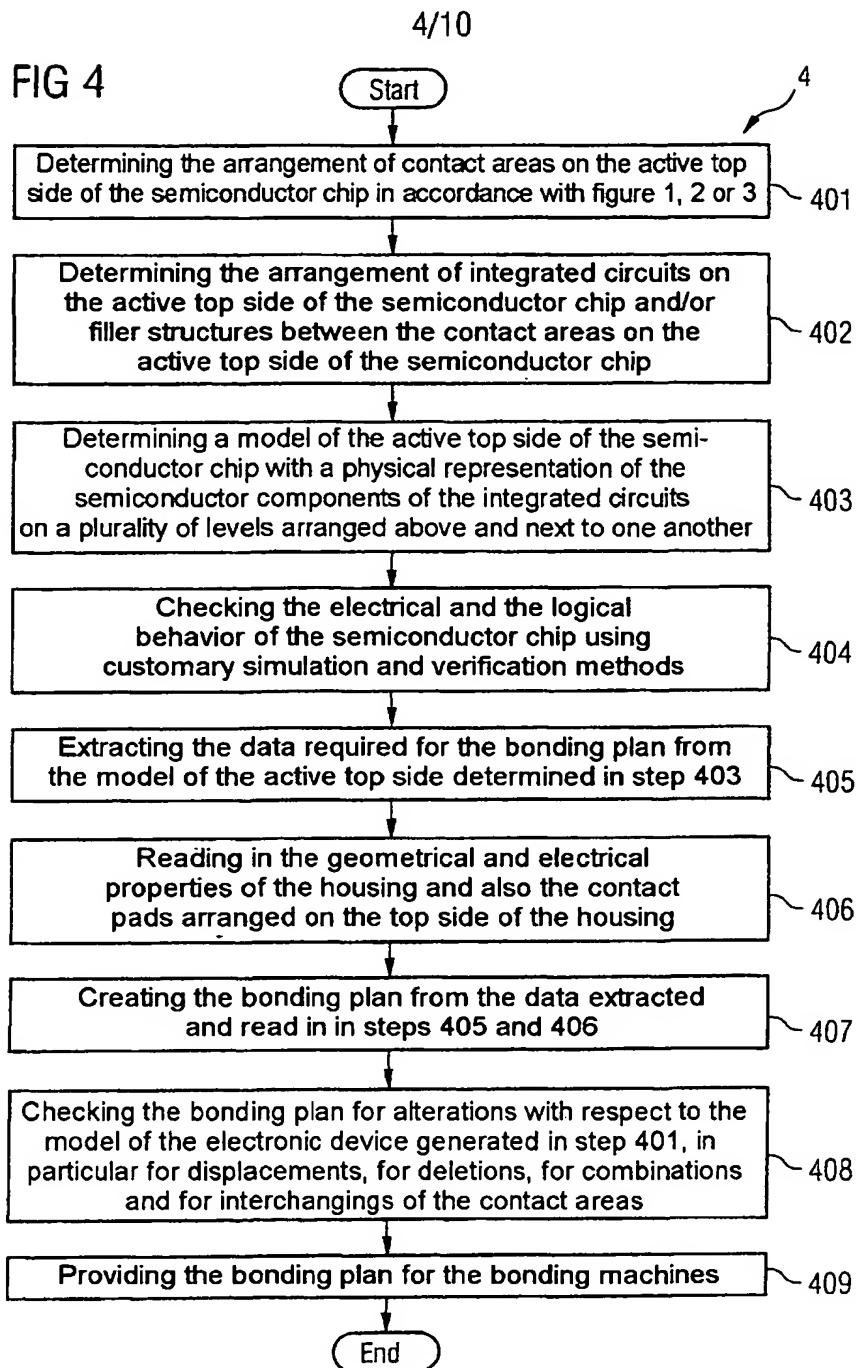 4/10
FIG 4
Start
4
Determining the arrangement of contact areas on the active top
side of the semiconductor chip in accordance with figure 1, 2 or 3
401
Determining the arrangement of integrated circuits on
the active top side of the semiconductor chip and/or
filler structures between the contact areas on the
active top side of the semiconductor chip
402
Determining a model of the active top side of the semi-
conductor chip with a physical representation of the
semiconductor components of the integrated circuits
on a plurality of levels arranged above and next to one another
403
Checking the electrical and the logical
behavior of the semiconductor chip using
customary simulation and verification methods
404
Extracting the data required for the bonding plan from
the model of the active top side determined in step 403
405
Reading in the geometrical and electrical
properties of the housing and also the contact
pads arranged on the top side of the housing
406
Creating the bonding plan from the data extracted
and read in in steps 405 and 406
407
Checking the bonding plan for alterations with respect to the
model of the electronic device generated in step 401, in
particular for displacements, for deletions, for combinations
and for interchangings of the contact areas
408
Providing the bonding plan for the bonding machines
409
End